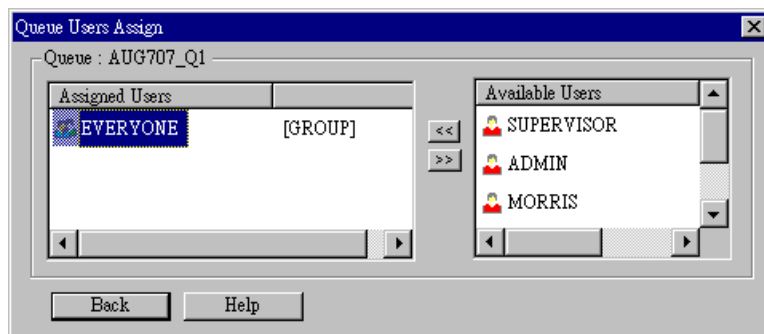 Queue Users Assign
Queue : AUG707_Q1
Assigned Users
EVERYONE [GROUP]
<<
>>
Available Users
SUPERVISOR
ADMIN
MORRIS
Back Help